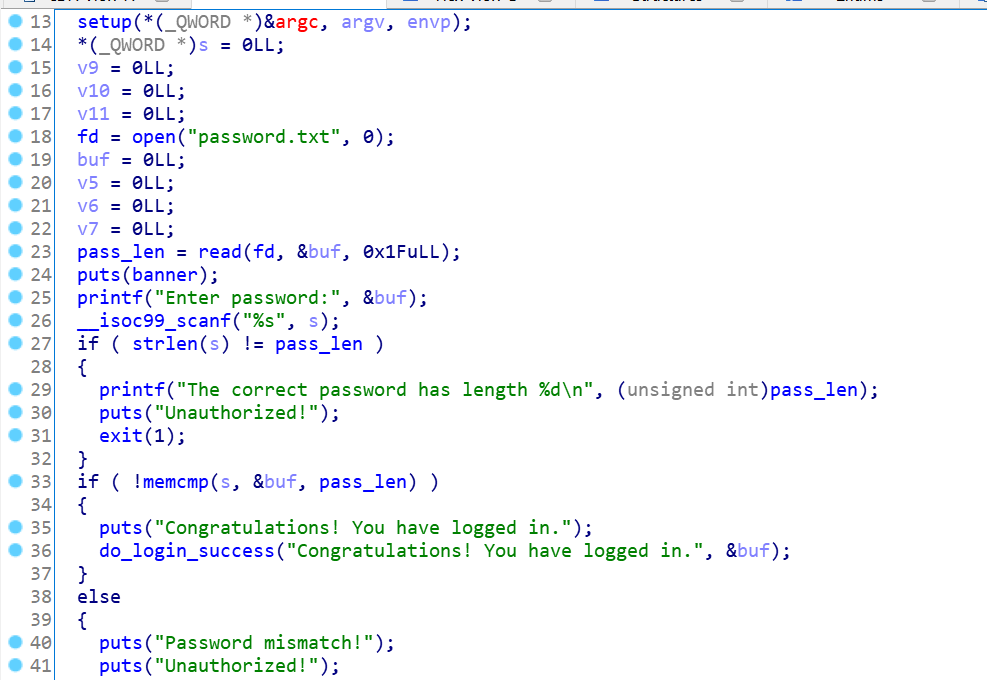 13 setup(*(_QWORD *)&argc, argv, envp);
14 *(_QWORD *)s = 0LL;
15 v9 = 0LL;
16 v10 = 0LL;
17 v11 = 0LL;
18 fd = open("password.txt", 0);
19 buf = 0LL;
20 v5 = 0LL;
21 v6 = 0LL;
22 v7 = 0LL;
23 pass_len = read(fd, &buf, 0x1FuLL);
24 puts(banner);
25 printf("Enter password:", &buf);
26 __isoc99_scanf("%s", s);
27 if ( strlen(s) != pass_len )
28 {
29 printf("The correct password has length %d\n", (unsigned int)pass_len);
30 puts("Unauthorized!");
31 exit(1);
32 }
33 if ( !memcmp(s, &buf, pass_len) )
34 {
35 puts("Congratulations! You have logged in.");
36 do_login_success("Congratulations! You have logged in.", &buf);
37 }
38 else
39 {
40 puts("Password mismatch!");
41 puts("Unauthorized!");